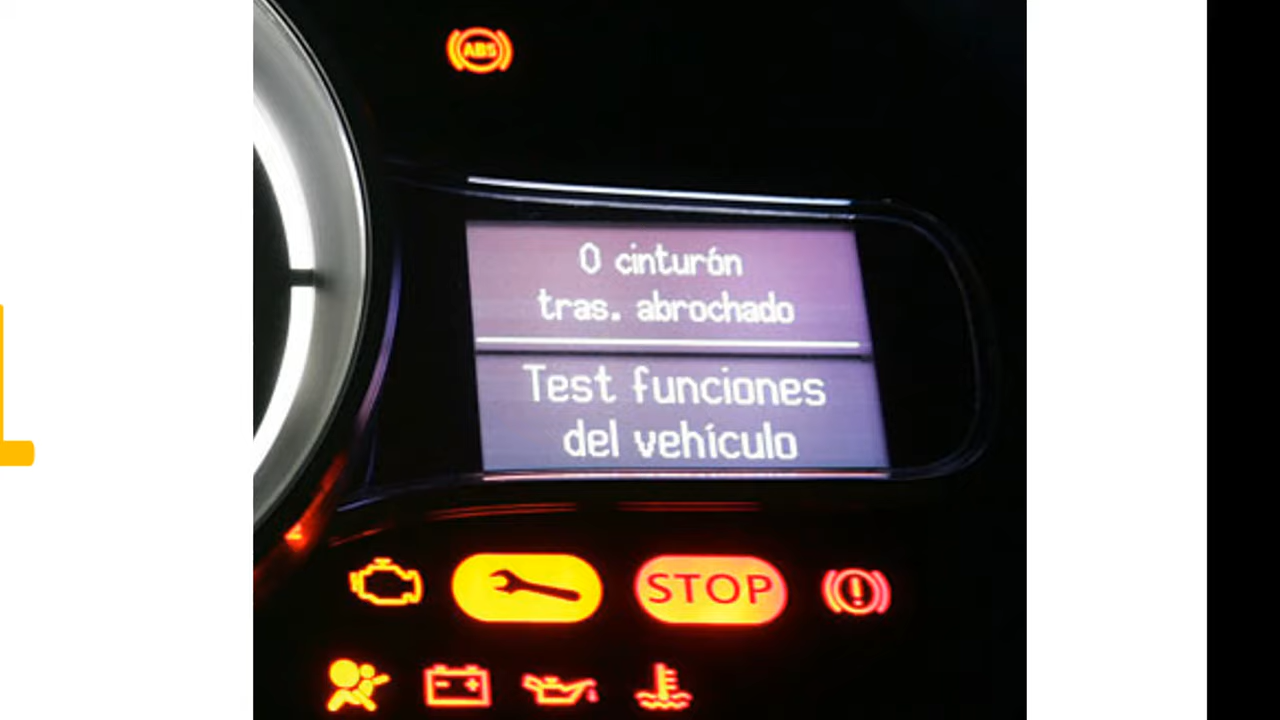 ABS
0 cinturón
tras. abrochado
Test funciones
del vehículo
STOP